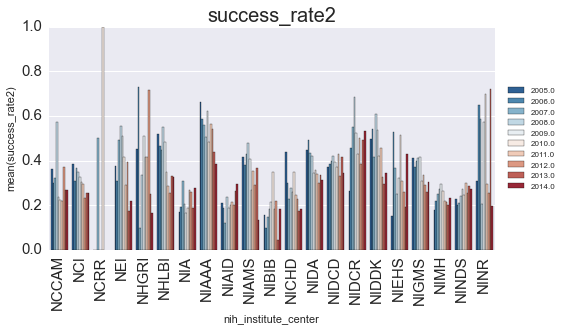 success_rate2
mean(success_rate2)
1.0
0.8
0.6
0.4
0.2
0.0
NCCAM
NCI
NCRR
NEI
NHGRI
NHLBI
NIA
NIAAA
NIAID
NIAMS
NIBIB
NICHD
NIDA
NIDCD
NIDCR
NIDDK
NIEHS
NIGMS
NIMH
NINDS
NINR
nih_institute_center
2005.0
2006.0
2007.0
2008.0
2009.0
2010.0
2011.0
2012.0
2013.0
2014.0